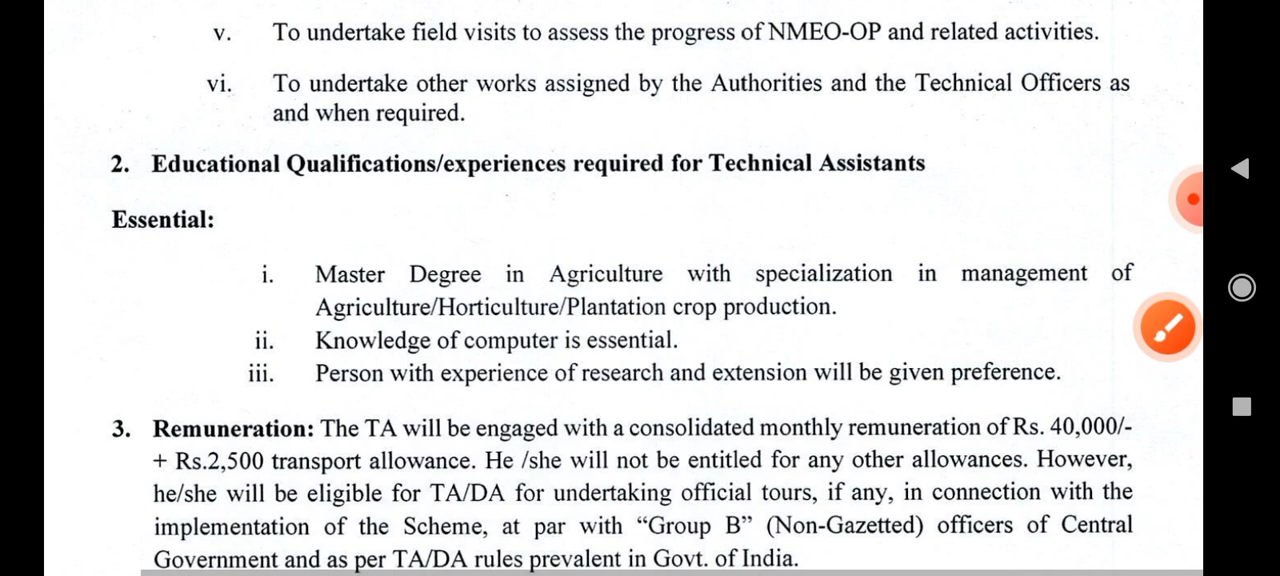 v. To undertake field visits to assess the progress of NMEO-OP and related activities.
vi. To undertake other works assigned by the Authorities and the Technical Officers as
and when required.
2. Educational Qualifications/experiences required for Technical Assistants
Essential:
i. Master Degree in Agriculture with specialization in management of
Agriculture/Horticulture/Plantation crop production.
ii. Knowledge of computer is essential.
iii. Person with experience of research and extension will be given preference.
3. Remuneration: The TA will be engaged with a consolidated monthly remuneration of Rs. 40,000/-
+ Rs.2,500 transport allowance. He /she will not be entitled for any other allowances. However,
he/she will be eligible for TA/DA for undertaking official tours, if any, in connection with the
implementation of the Scheme, at par with “Group B” (Non-Gazetted) officers of Central
Government and as per TA/DA rules prevalent in Govt. of India.